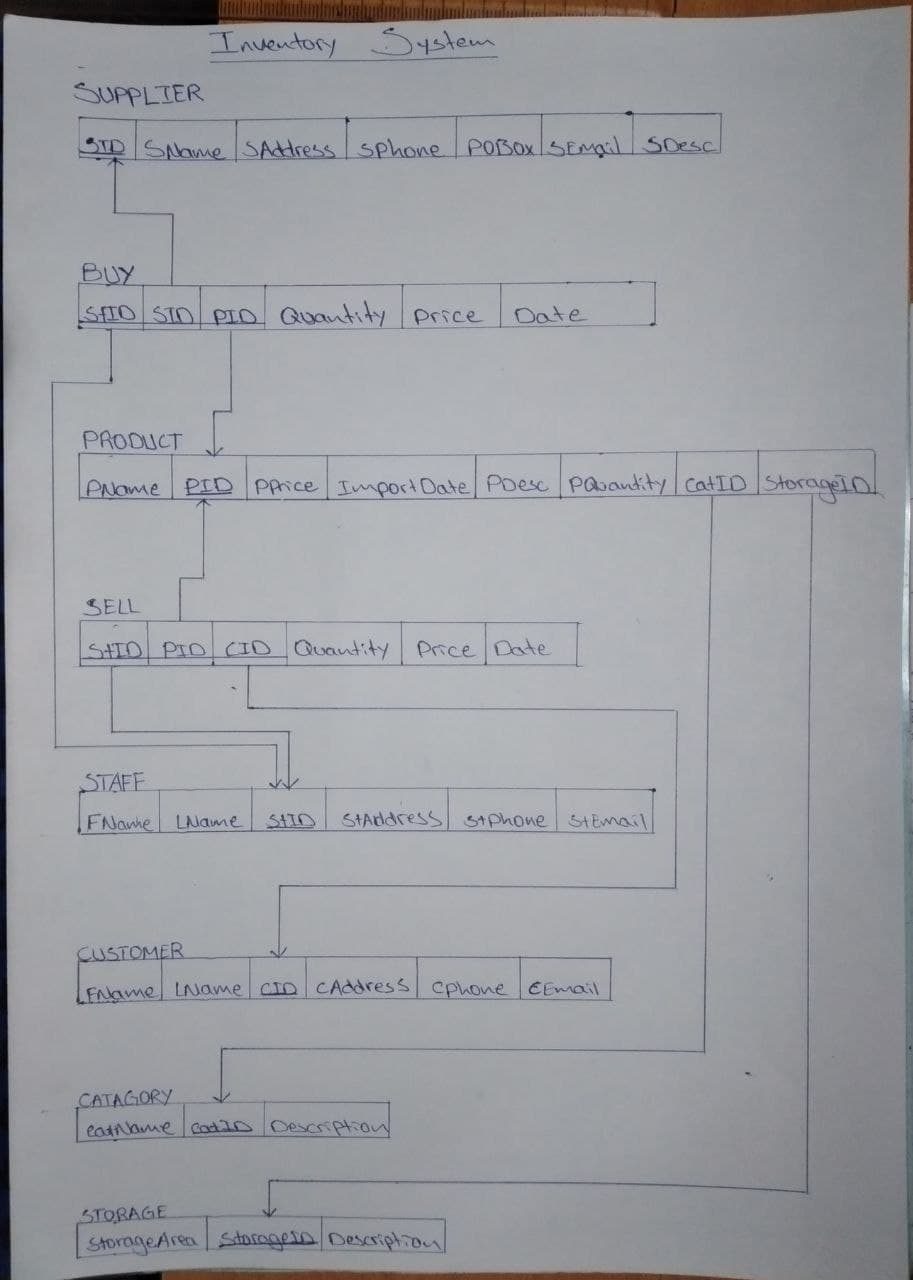 Inventory System
SUPPLIER
SID SName SAddress SPhone POBox SEmail SDesc
BUY
StID SID PID Quantity Price Date
PRODUCT
PName PID PPrice ImportDate PDesc PQuantity CatID StorageID
SELL
StID PID CID Quantity Price Date
STAFF
FName LName StID StAddress StPhone StEmail
CUSTOMER
FName LName CID CAddress CPhone CEmail
CATAGORY
catName catID Description
STORAGE
StorageArea StorageID Description